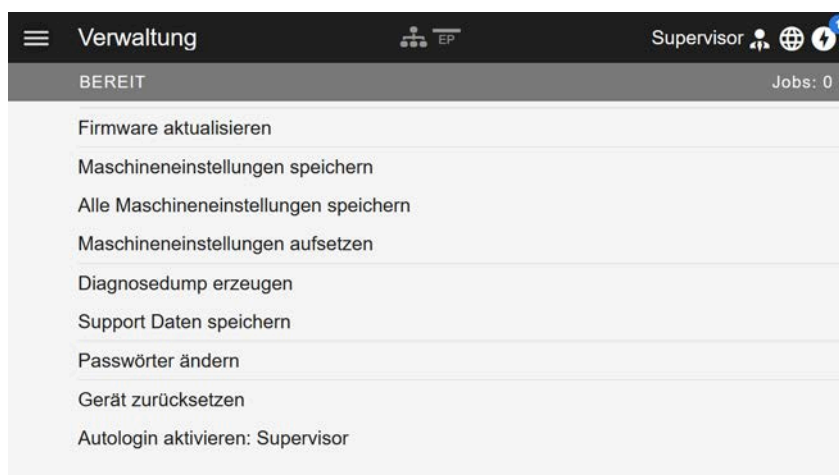 Verwaltung EP Supervisor
BEREIT Jobs: 0
Firmware aktualisieren
Maschineneinstellungen speichern
Alle Maschineneinstellungen speichern
Maschineneinstellungen aufsetzen
Diagnosedump erzeugen
Support Daten speichern
Passwörter ändern
Gerät zurücksetzen
Autologin aktivieren: Supervisor